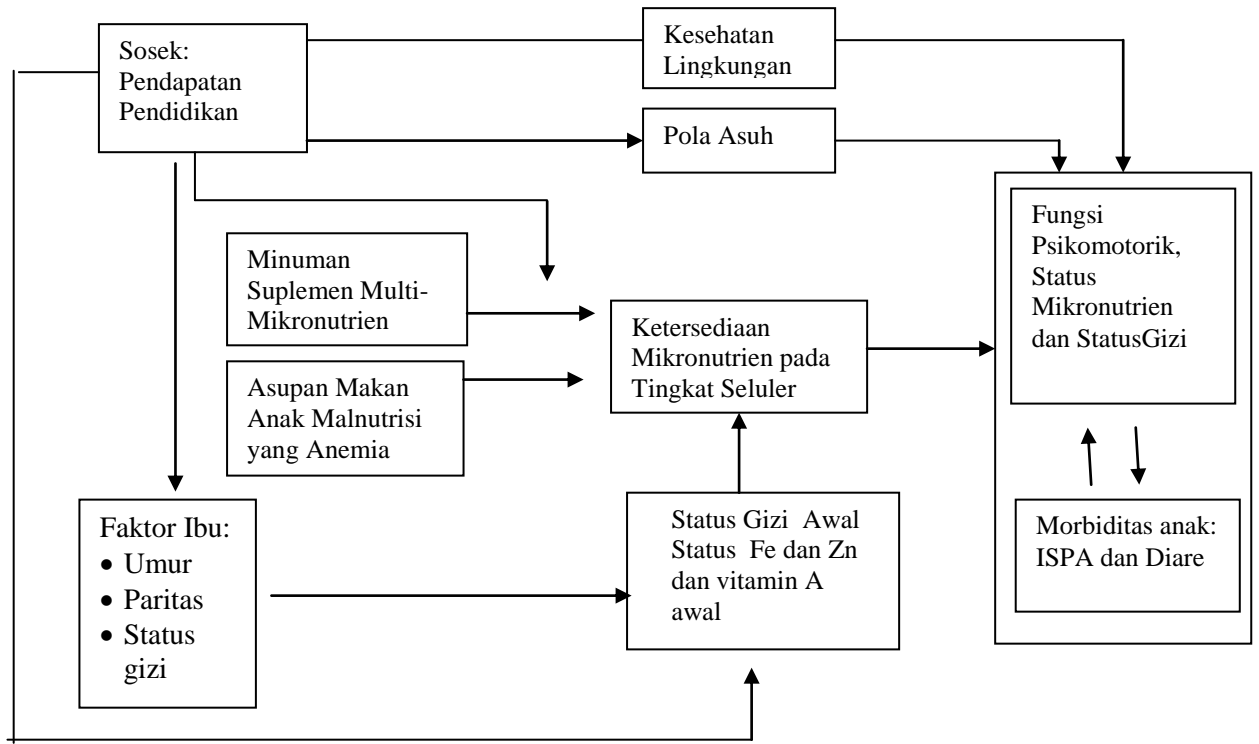 Sosek:
Pendapatan
Pendidikan
Kesehatan
Lingkungan
Pola Asuh
Fungsi
Psikomotorik,
Status
Mikronutrien
dan StatusGizi
Minuman
Suplemen Multi-
Mikronutrien
Ketersediaan
Mikronutrien pada
Tingkat Seluler
Asupan Makan
Anak Malnutrisi
yang Anemia
Faktor Ibu:
• Umur
• Paritas
• Status
gizi
Status Gizi Awal
Status Fe dan Zn
dan vitamin A
awal
Morbiditas anak:
ISPA dan Diare